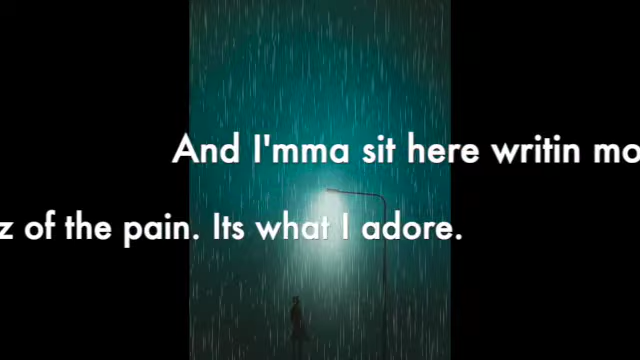 And I'mma sit here writin mo
z of the pain. Its what I adore.